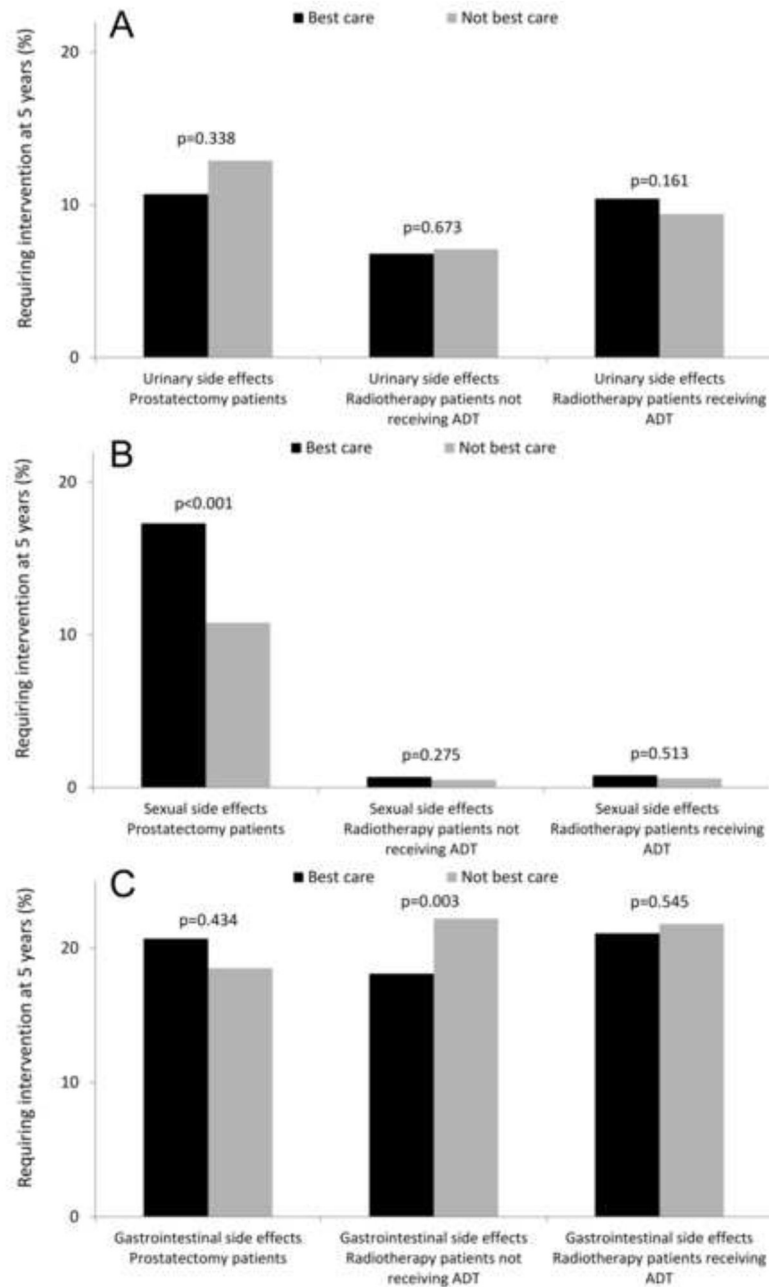 A
Best care
Not best care
Requiring intervention at 5 years (%)
20
10
0
p=0.338
p=0.673
p=0.161
Urinary side effects
Prostatectomy patients
Urinary side effects
Radiotherapy patients not
receiving ADT
Urinary side effects
Radiotherapy patients receiving
ADT
B
Best care
Not best care
Requiring intervention at 5 years (%)
20
10
0
p<0.001
p=0.275
p=0.513
Sexual side effects
Prostatectomy patients
Sexual side effects
Radiotherapy patients not
receiving ADT
Sexual side effects
Radiotherapy patients receiving
ADT
C
Best care
Not best care
Requiring intervention at 5 years (%)
20
10
0
p=0.434
p=0.003
p=0.545
Gastrointestinal side effects
Prostatectomy patients
Gastrointestinal side effects
Radiotherapy patients not
receiving ADT
Gastrointestinal side effects
Radiotherapy patients receiving
ADT